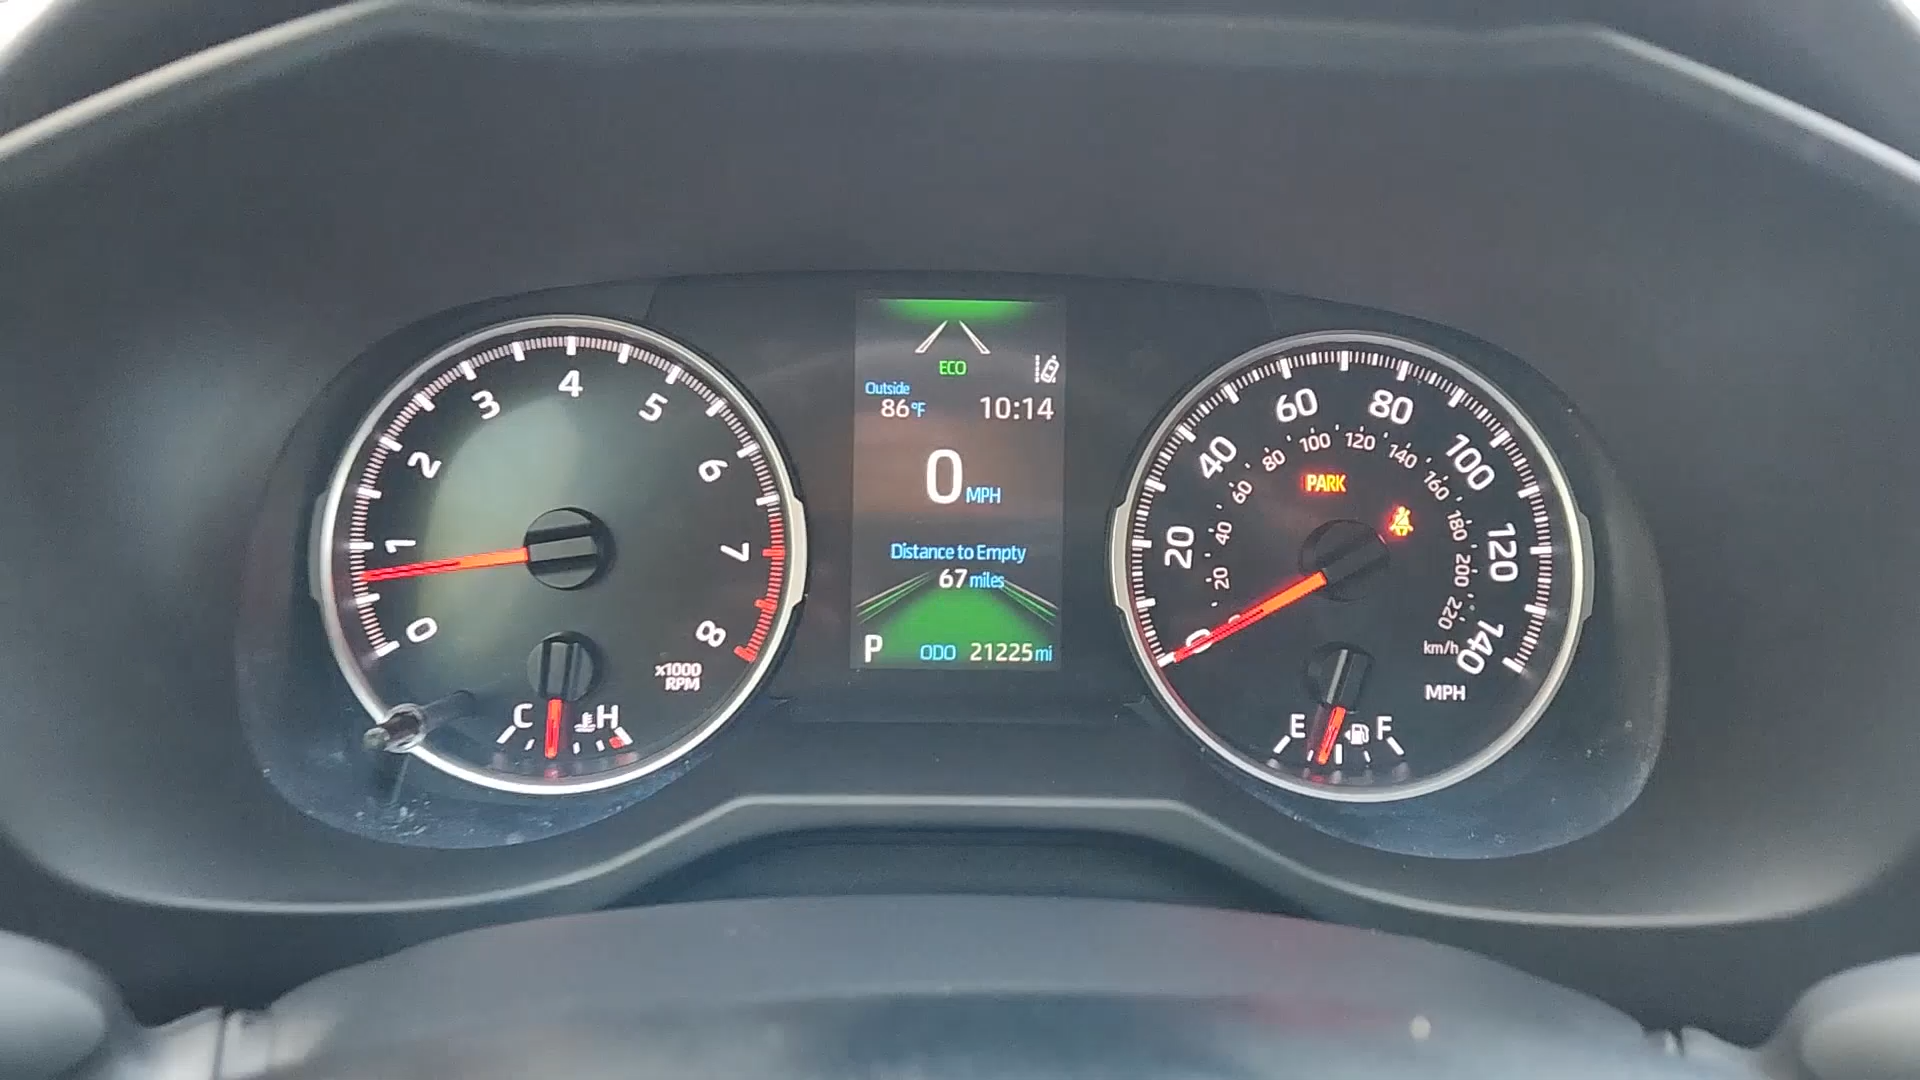 0
1
2
3
4
5
6
7
8
x1000
RPM
C H
ECO
Outside
86°F 10:14
0 MPH
Distance to Empty
67 miles
P ODO 21225 mi
0
20
40
60
80
100
120
140
20
40
60
80
100
120
140
160
180
200
220
km/h
MPH
PARK
E F